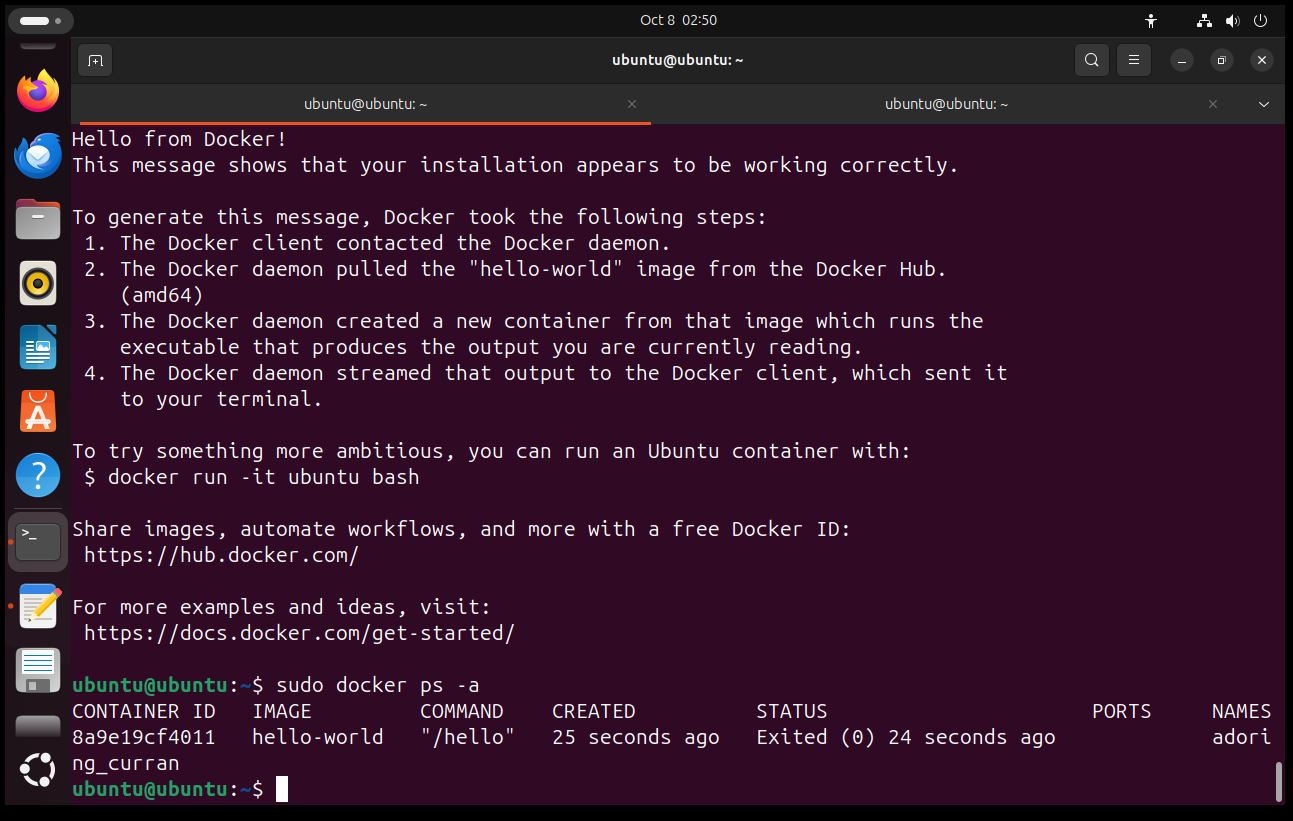 Oct 8 02:50
ubuntu@ubuntu: ~
ubuntu@ubuntu: ~
ubuntu@ubuntu: ~
Hello from Docker!
This message shows that your installation appears to be working correctly.
To generate this message, Docker took the following steps:
1. The Docker client contacted the Docker daemon.
2. The Docker daemon pulled the "hello-world" image from the Docker Hub.
(amd64)
3. The Docker daemon created a new container from that image which runs the
executable that produces the output you are currently reading.
4. The Docker daemon streamed that output to the Docker client, which sent it
to your terminal.
To try something more ambitious, you can run an Ubuntu container with:
$ docker run -it ubuntu bash
Share images, automate workflows, and more with a free Docker ID:
https://hub.docker.com/
For more examples and ideas, visit:
https://docs.docker.com/get-started/
ubuntu@ubuntu:~$ sudo docker ps -a
CONTAINER ID   IMAGE         COMMAND    CREATED          STATUS                      PORTS     NAMES
8a9e19cf4011   hello-world   "/hello"   25 seconds ago   Exited (0) 24 seconds ago             adori
ng_curran
ubuntu@ubuntu:~$